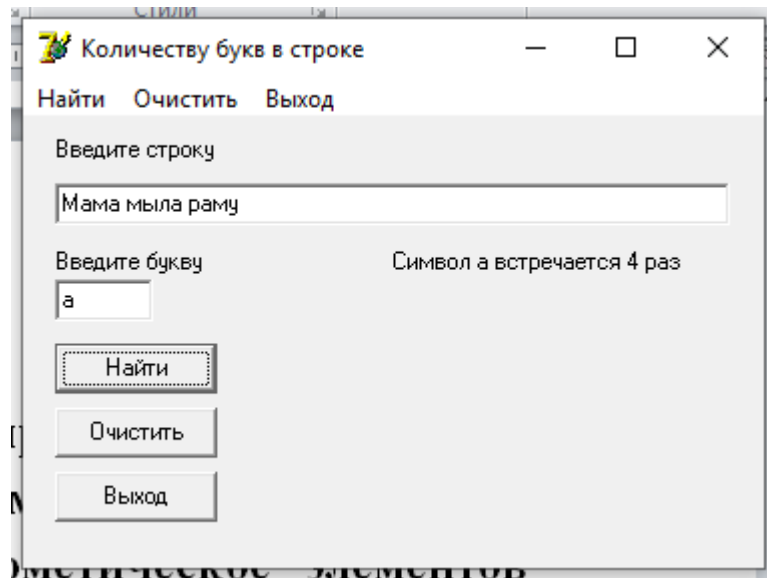 СТИЛИ
Количеству букв в строке
Найти Очистить Выход
Введите строку
Мама мыла раму
Введите букву
Символ а встречается 4 раз
а
Найти
Очистить
Выход
элементов